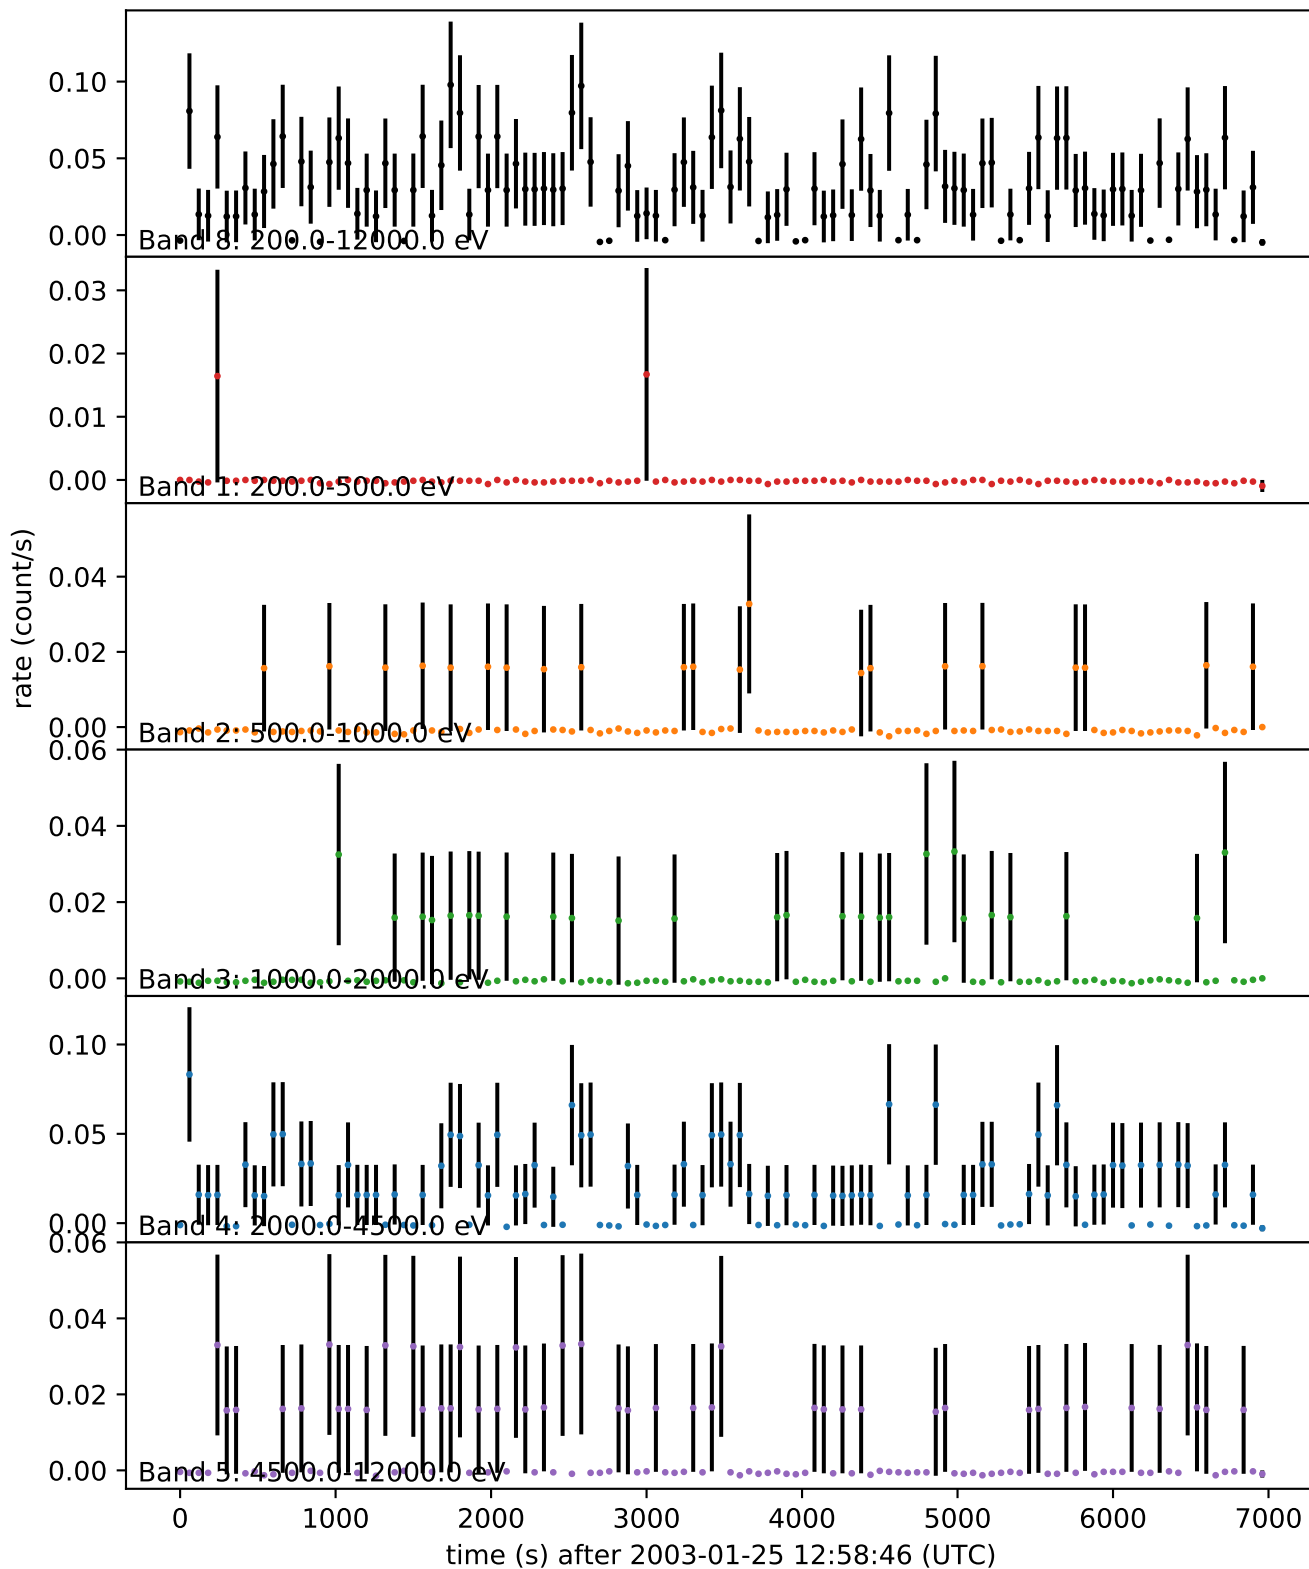 0.10
0.05
0.00
Band 8: 200.0-12000.0 eV
0.03
0.02
0.01
0.00
Band 1: 200.0-500.0 eV
rate (count/s)
0.04
0.02
0.00
Band 2: 500.0-1000.0 eV
0.06
0.04
0.02
0.00
Band 3: 1000.0-2000.0 eV
0.10
0.05
0.00
Band 4: 2000.0-4500.0 eV
0.06
0.04
0.02
0.00
Band 5: 4500.0-12000.0 eV
0 1000 2000 3000 4000 5000 6000 7000
time (s) after 2003-01-25 12:58:46 (UTC)